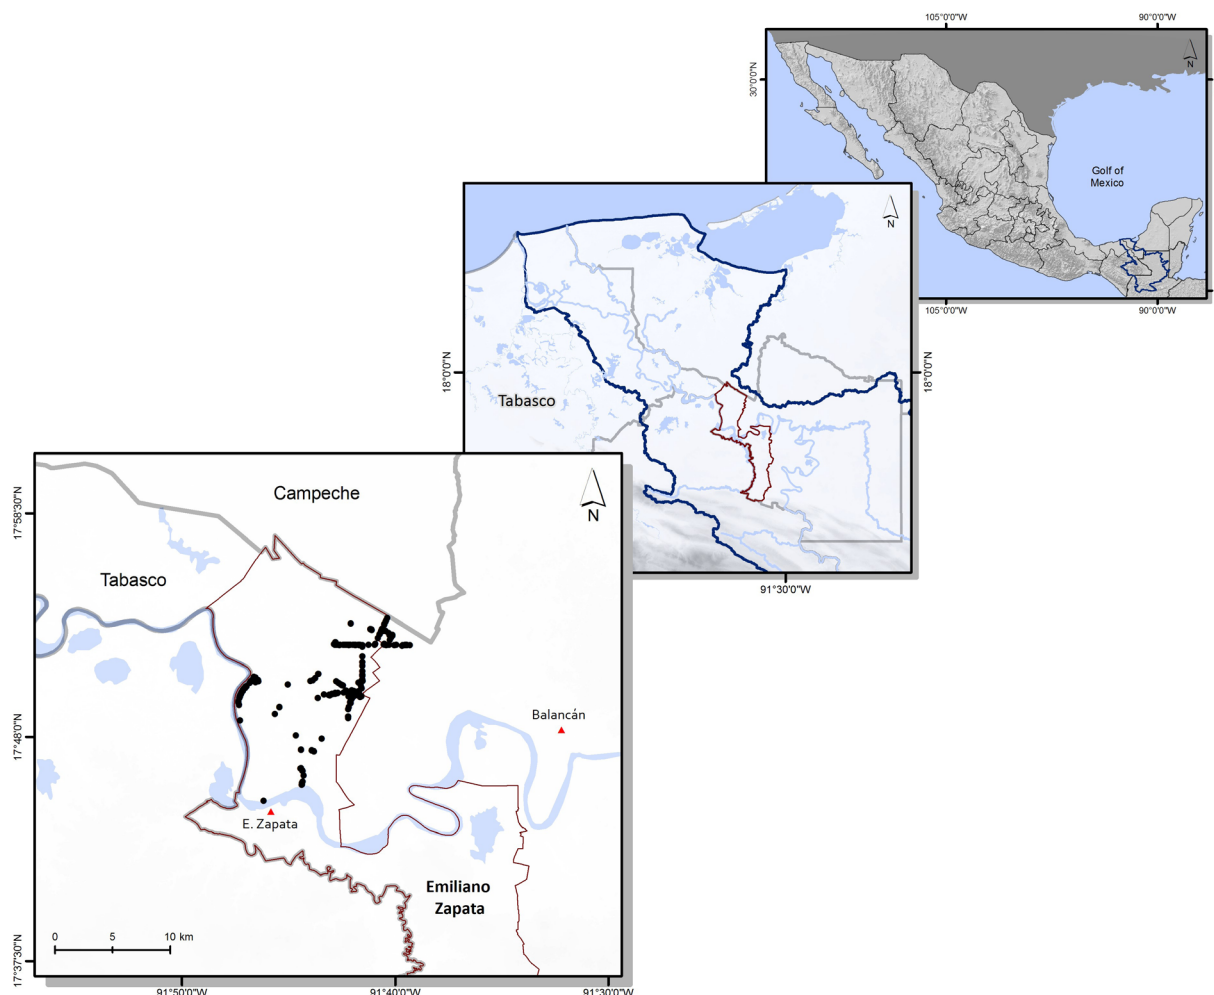 105°0'0"W
90°0'0"W
N
30°0'0"N
Golf of
Mexico
105°0'0"W
90°0'0"W
N
18°0'0"N
18°0'0"N
Tabasco
91°30'0"W
Campeche
N
17°58'30"N
Tabasco
Balancán
17°48'0"N
E. Zapata
Emiliano
Zapata
0 5 10 km
17°37'30"N
91°50'0"W
91°40'0"W
91°30'0"W